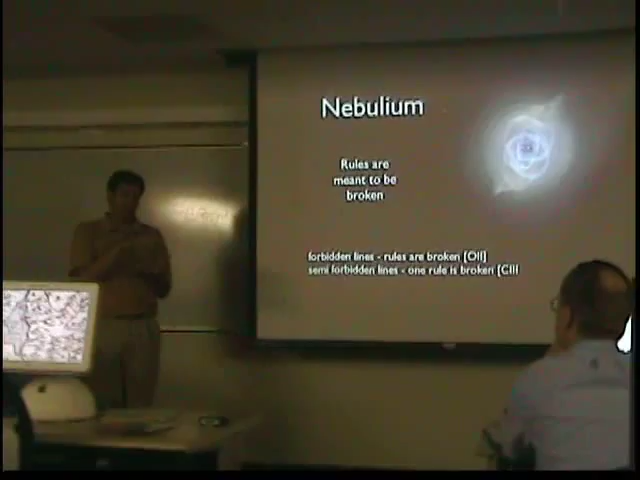 Nebulium
Rules are
meant to be
broken
forbidden lines - rules are broken [OII]
semi forbidden lines - one rule is broken [CIII